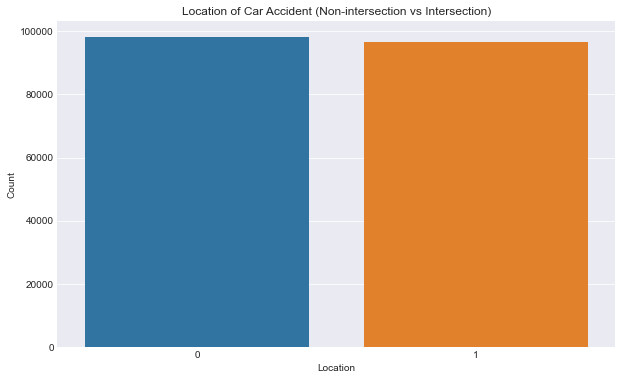 Location of Car Accident (Non-intersection vs Intersection)
100000
80000
60000
40000
20000
0
Count
0 1
Location